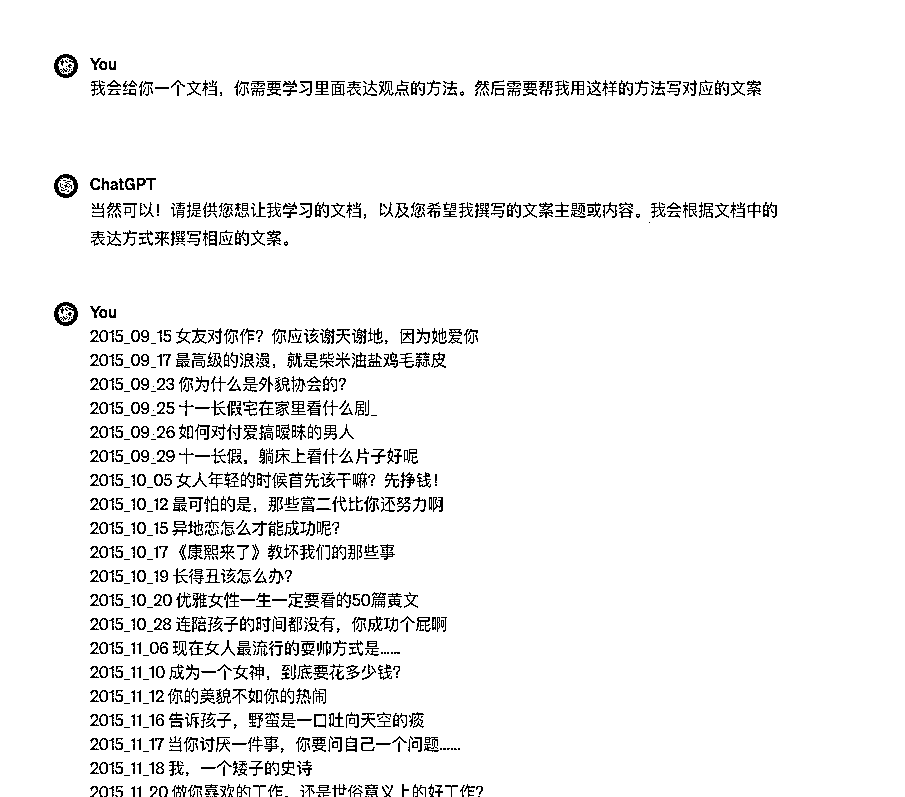 You
我会给你一个文档，你需要学习里面表达观点的方法。然后需要帮我用这样的方法写对应的文案
ChatGPT
当然可以！请提供您想让我学习的文档，以及您希望我撰写的文案主题或内容。我会根据文档中的
表达方式来撰写相应的文案。
You
2015_09_15 女友对你作？你应该谢天谢地，因为她爱你
2015_09_17 最高级的浪漫，就是柴米油盐鸡毛蒜皮
2015_09_23 你为什么是外貌协会的？
2015_09_25 十一长假宅在家里看什么剧_
2015_09_26 如何对付爱搞暧昧的男人
2015_09_29 十一长假，躺床上看什么片子好呢
2015_10_05 女人年轻的时候首先该干嘛？先挣钱！
2015_10_12 最可怕的是，那些富二代比你还努力啊
2015_10_15 异地恋怎么才能成功呢？
2015_10_17 《康熙来了》教坏我们的那些事
2015_10_19 长得丑该怎么办？
2015_10_20 优雅女性一生一定要看的50篇黄文
2015_10_28 连陪孩子的时间都没有，你成功个屁啊
2015_11_06 现在女人最流行的耍帅方式是……
2015_11_10 成为一个女神，到底要花多少钱？
2015_11_12 你的美貌不如你的热闹
2015_11_16 告诉孩子，野蛮是一口吐向天空的痰
2015_11_17 当你讨厌一件事，你要问自己一个问题……
2015_11_18 我，一个矮子的史诗
2015_11_20 做你喜欢的工作，还是世俗意义上的好工作？